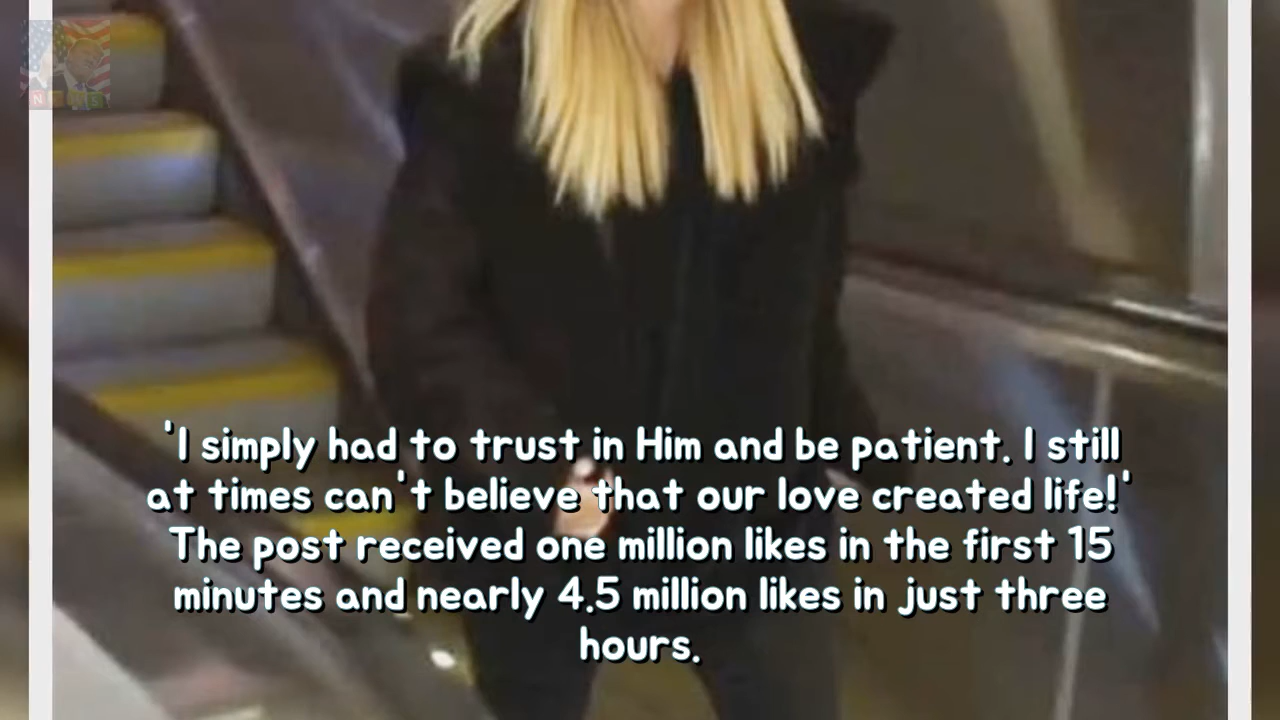 'I simply had to trust in Him and be patient. I still
at times can't believe that our love created life!'
The post received one million likes in the first 15
minutes and nearly 4.5 million likes in just three
hours.